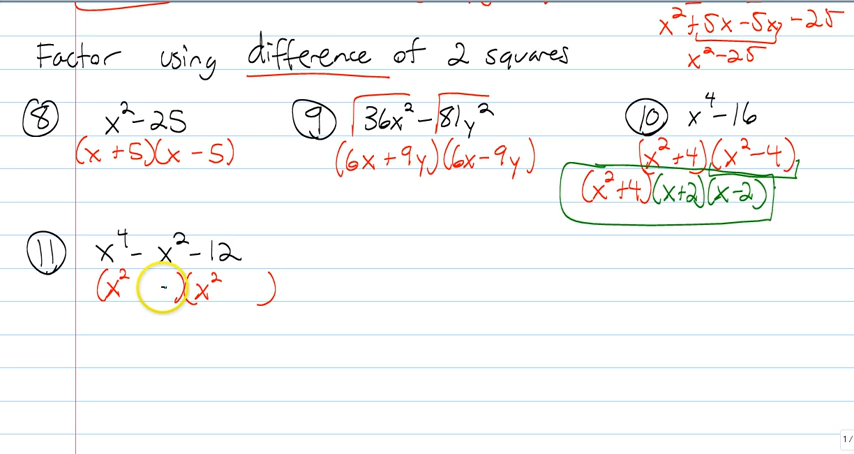 x² + 5x - 5x - 25
x² - 25
Factor using difference of 2 squares
8 x² - 25
(x + 5)(x - 5)
9 √36x² - √81y²
(6x + 9y)(6x - 9y)
10 x⁴ - 16
(x² + 4)(x² - 4)
(x² + 4)(x + 2)(x - 2)
11 x⁴ - x² - 12
(x² - )(x² )
1/